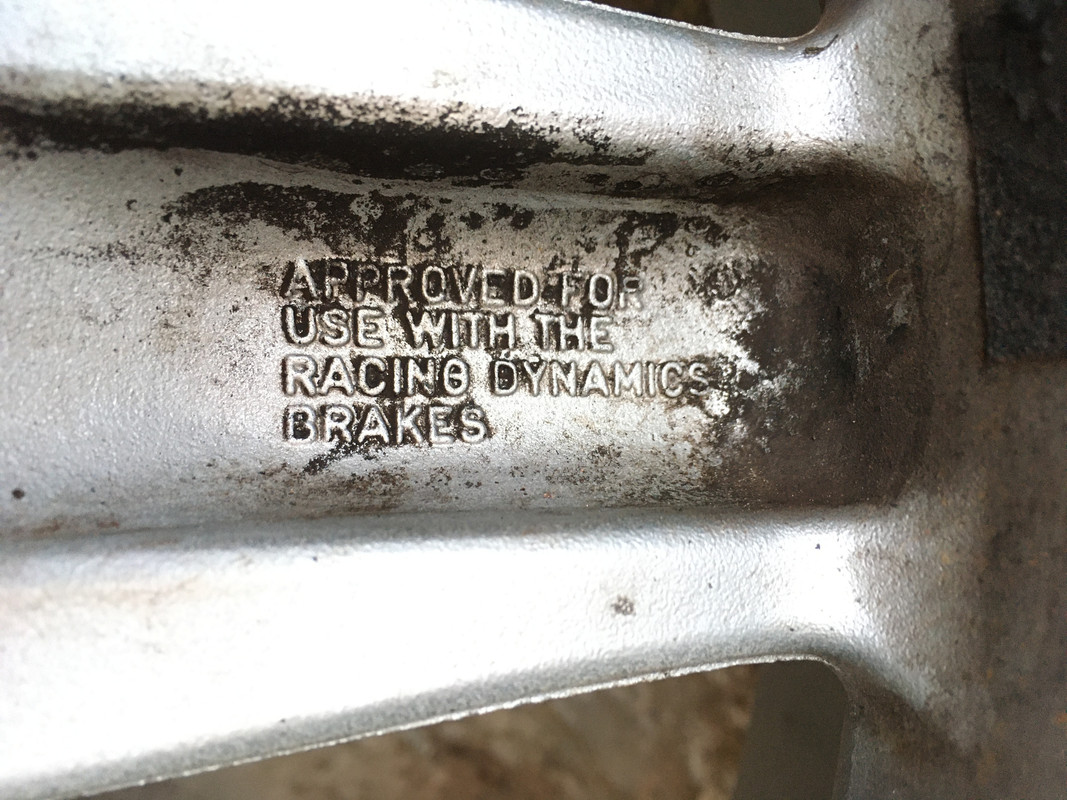 APPROVED FOR
USE WITH THE
RACING DYNAMICS
BRAKES